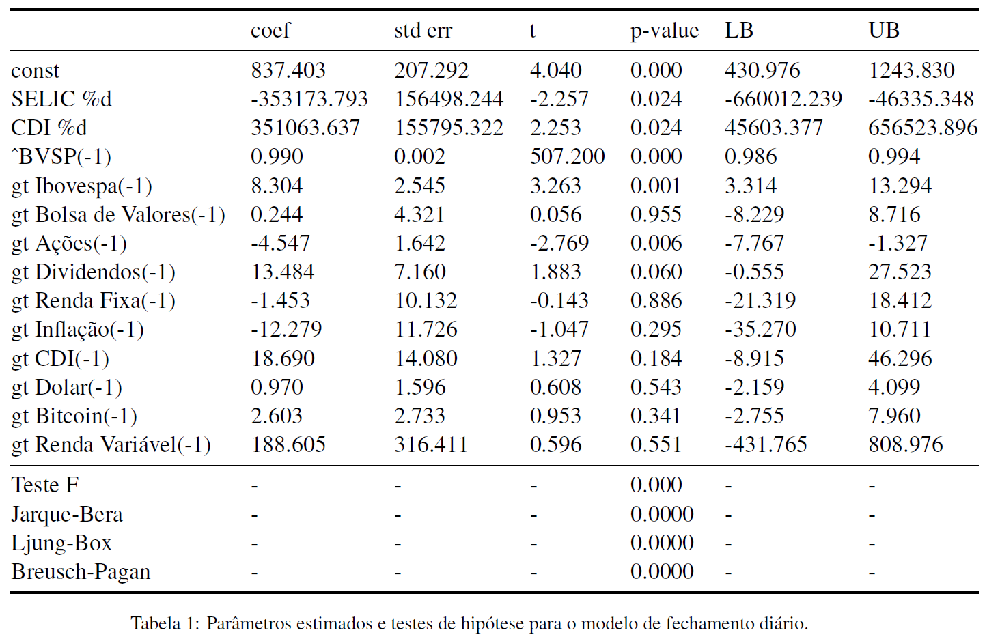 coef std err t p-value LB UB
const 837.403 207.292 4.040 0.000 430.976 1243.830
SELIC %d -353173.793 156498.244 -2.257 0.024 -660012.239 -46335.348
CDI %d 351063.637 155795.322 2.253 0.024 45603.377 656523.896
ˆBVSP(-1) 0.990 0.002 507.200 0.000 0.986 0.994
gt Ibovespa(-1) 8.304 2.545 3.263 0.001 3.314 13.294
gt Bolsa de Valores(-1) 0.244 4.321 0.056 0.955 -8.229 8.716
gt Ações(-1) -4.547 1.642 -2.769 0.006 -7.767 -1.327
gt Dividendos(-1) 13.484 7.160 1.883 0.060 -0.555 27.523
gt Renda Fixa(-1) -1.453 10.132 -0.143 0.886 -21.319 18.412
gt Inflação(-1) -12.279 11.726 -1.047 0.295 -35.270 10.711
gt CDI(-1) 18.690 14.080 1.327 0.184 -8.915 46.296
gt Dolar(-1) 0.970 1.596 0.608 0.543 -2.159 4.099
gt Bitcoin(-1) 2.603 2.733 0.953 0.341 -2.755 7.960
gt Renda Variável(-1) 188.605 316.411 0.596 0.551 -431.765 808.976
Teste F - - - 0.000 - -
Jarque-Bera - - - 0.0000 - -
Ljung-Box - - - 0.0000 - -
Breusch-Pagan - - - 0.0000 - -
Tabela 1: Parâmetros estimados e testes de hipótese para o modelo de fechamento diário.